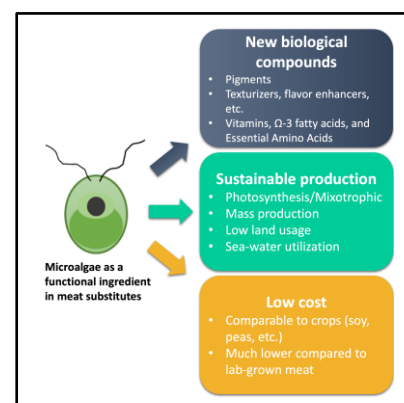 New biological
compounds
• Pigments
• Texturizers, flavor enhancers,
etc.
• Vitamins, Ω-3 fatty acids, and
Essential Amino Acids
Sustainable production
• Photosynthesis/Mixotrophic
• Mass production
• Low land usage
• Sea-water utilization
Microalgae as a
functional ingredient
in meat substitutes
Low cost
• Comparable to crops (soy,
peas, etc.)
• Much lower compared to
lab-grown meat